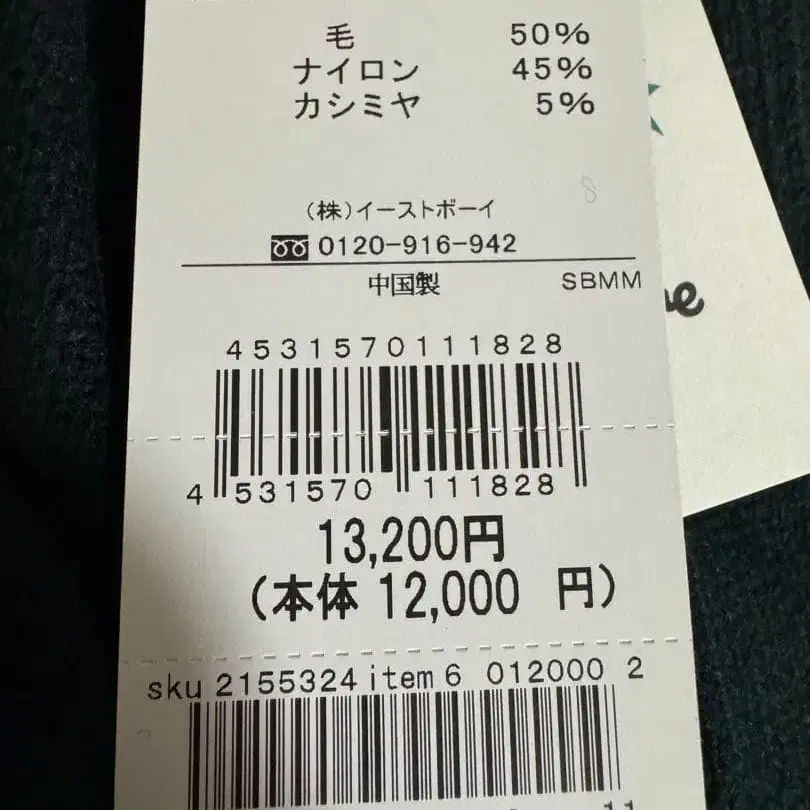 毛 50%
ナイロン 45%
カシミヤ 5%
(株)イーストボーイ
0120-916-942
中国製 SBMM
4531570111828
4 531570 111828
13,200円
(本体 12,000 円)
sku 2155324 item6 012000 2
11